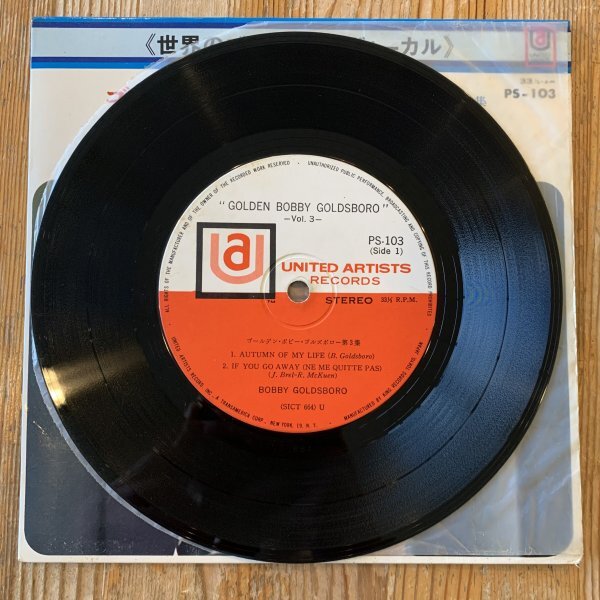 《世界の
ーカル》
PS-103
ALL RIGHTS OF THE MANUFACTURER AND OF THE OWNER OF THE RECORDED WORK RESERVED • UNAUTHORIZED PUBLIC PERFORMANCE, BROADCASTING AND COPYING OF THIS RECORD PROHIBITED
"GOLDEN BOBBY GOLDSBORO"
—Vol. 3—
PS-103
(Side 1)
UNITED ARTISTS
RECORDS
TM
STEREO 33⅓ R.P.M.
ゴールデン・ボビー・ゴルズボロー第3集
1. AUTUMN OF MY LIFE (B. Goldsboro)
2. IF YOU GO AWAY (NE ME QUITTE PAS)
(J. Brel-R. McKuen)
BOBBY GOLDSBORO
(SICT 664) U
UNITED ARTISTS RECORDS INC., • A TRANSAMERICA CORP. — NEW YORK, 19, N.Y. MANUFACTURED BY KING RECORDS TOKYO JAPAN.